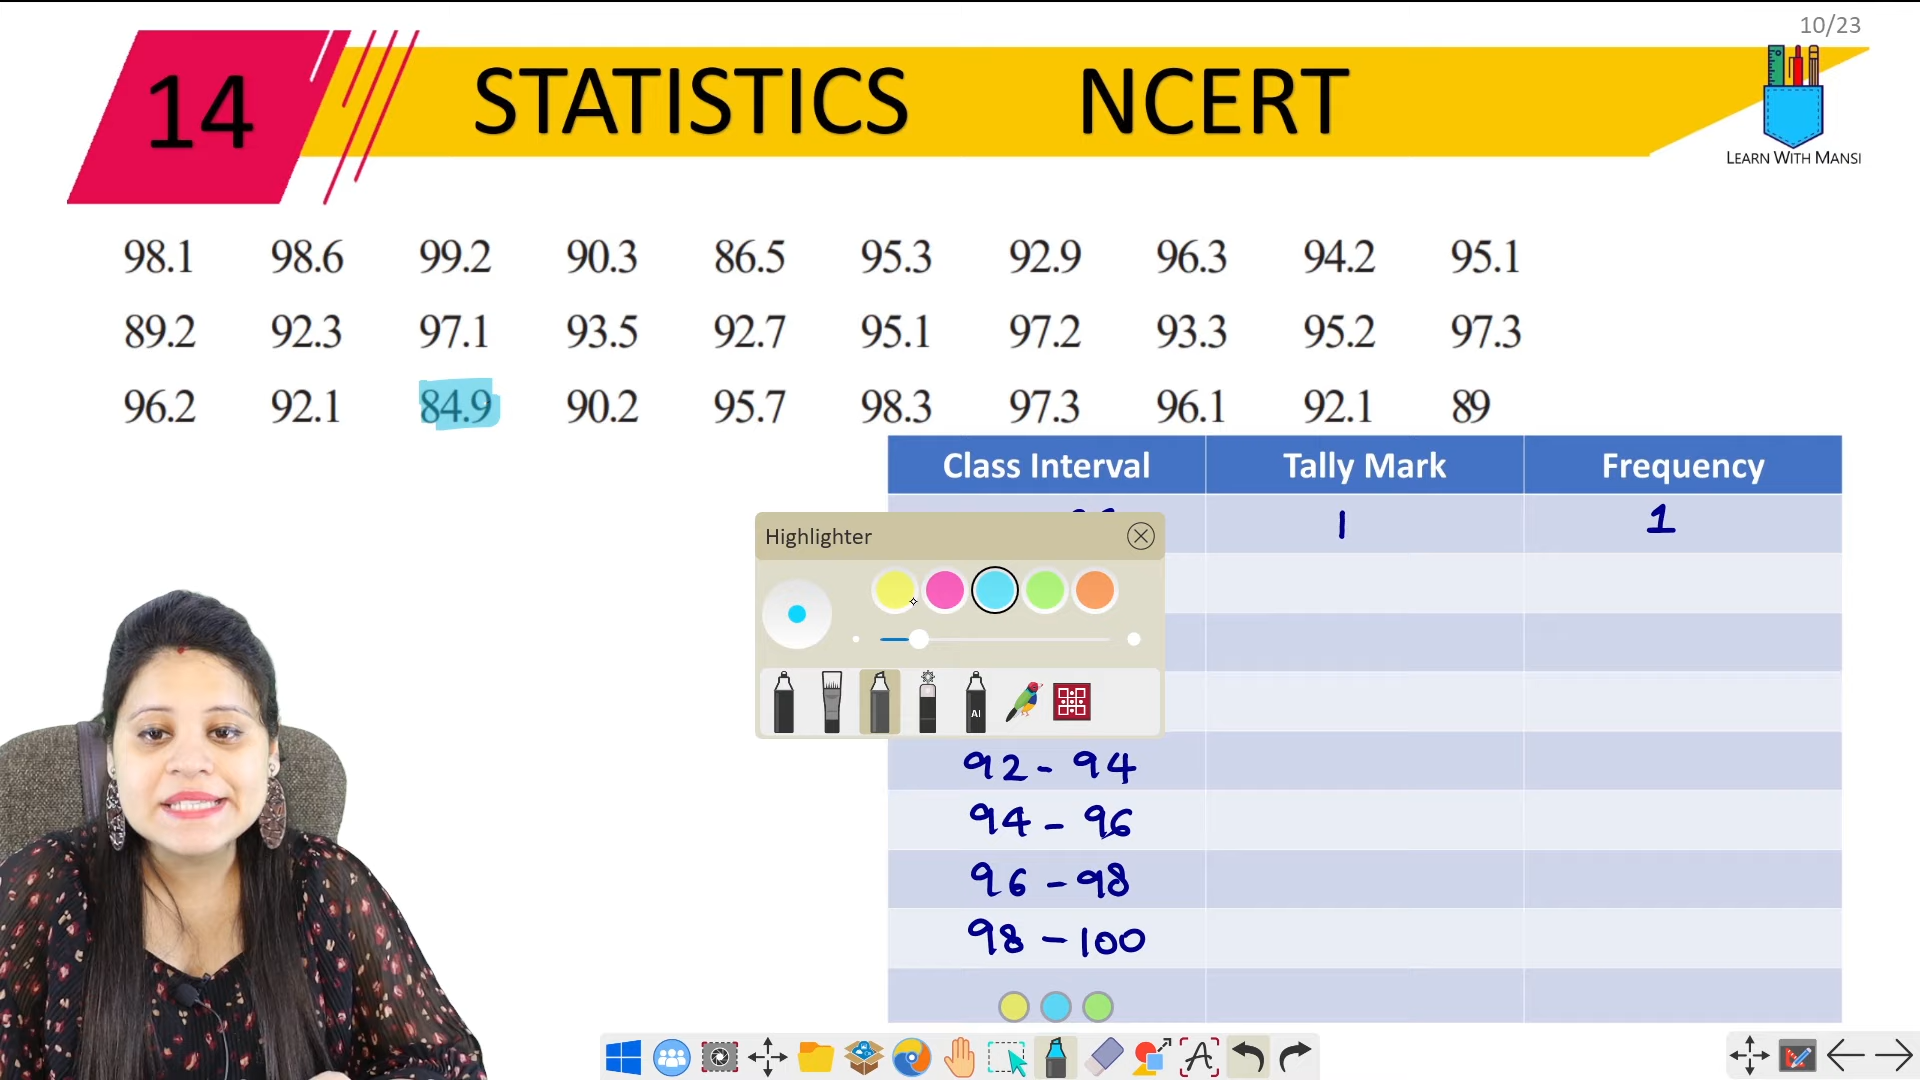 10/23
14 STATISTICS NCERT
LEARN WITH MANSI
98.1 98.6 99.2 90.3 86.5 95.3 92.9 96.3 94.2 95.1
89.2 92.3 97.1 93.5 92.7 95.1 97.2 93.3 95.2 97.3
96.2 92.1 84.9 90.2 95.7 98.3 97.3 96.1 92.1 89
Class Interval Tally Mark Frequency
| 1
Highlighter
AI
92 - 94
94 - 96
96 - 98
98 - 100